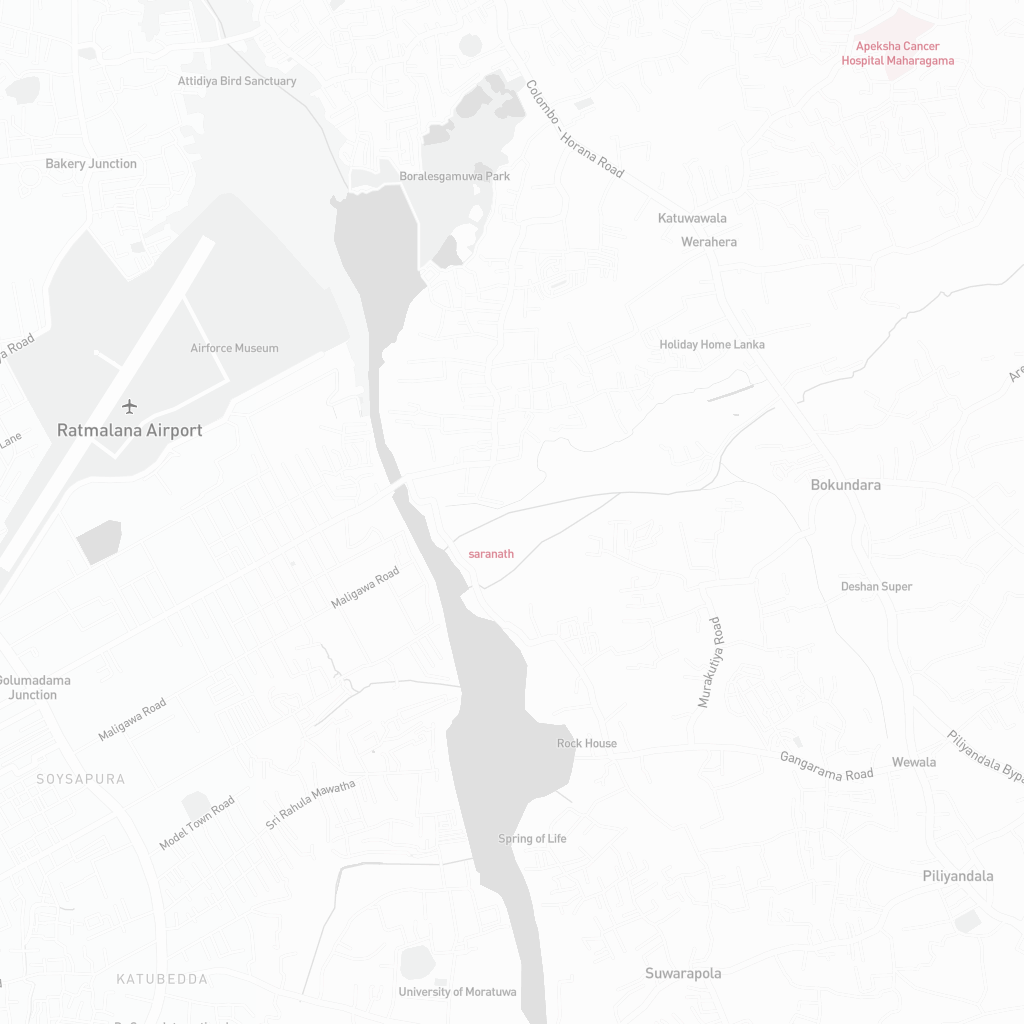 Apeksha Cancer
Hospital Maharagama
Attidiya Bird Sanctuary
Colombo – Horana Road
Bakery Junction
Boralesgamuwa Park
Katuwawala
Werahera
Road
Airforce Museum
Holiday Home Lanka
Ratmalana Airport
Lane
Bokundara
saranath
Maligawa Road
Deshan Super
Murakutiya Road
Golumadama
Junction
Maligawa Road
Rock House
Gangarama Road
Wewala
Piliyandala Bypa
SOYSAPURA
Sri Rahula Mawatha
Model Town Road
Spring of Life
Piliyandala
KATUBEDDA
Suwarapola
University of Moratuwa